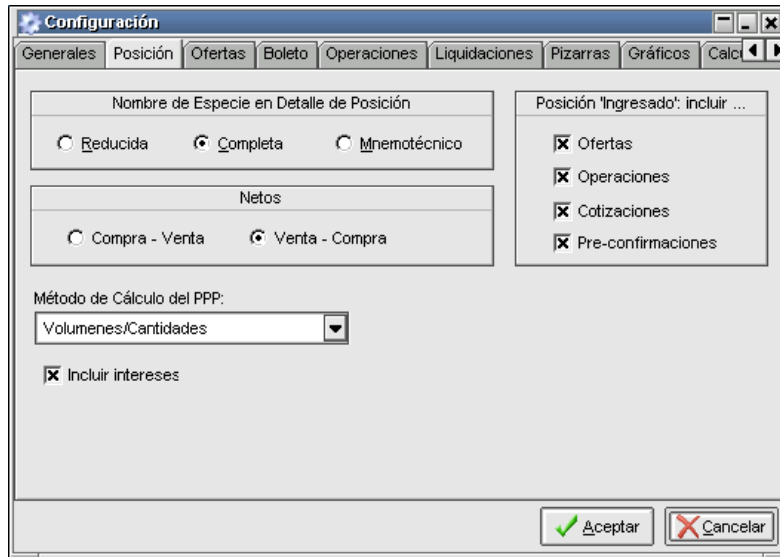 Configuración
Generales Posición Ofertas Boleto Operaciones Liquidaciones Pizarras Gráficos
Nombre de Especie en Detalle de Posición
Reducida Completa Mnemotécnico
Netos
Compra - Venta Venta - Compra
Posición 'Ingresado': incluir ...
Ofertas
Operaciones
Cotizaciones
Pre-confirmaciones
Método de Cálculo del PPP:
Volumenes/Cantidades
Incluir intereses
Aceptar Cancelar